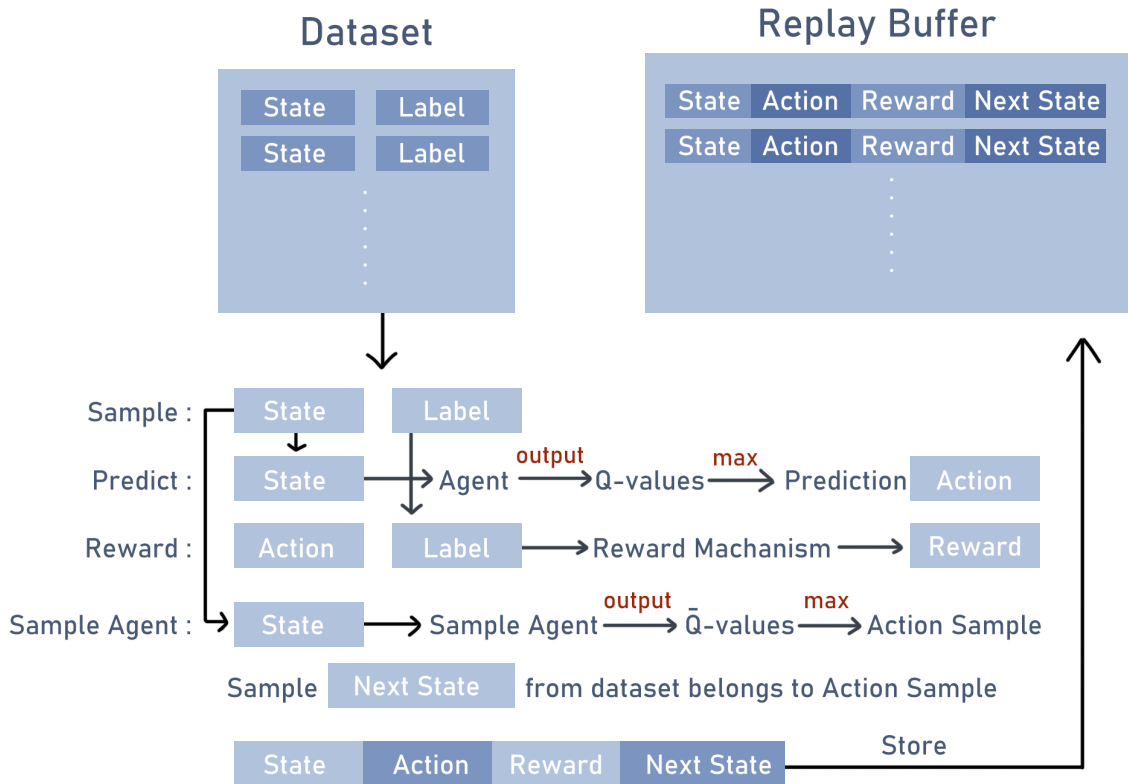 Dataset
Replay Buffer
State Label
State Label
State Action Reward Next State
State Action Reward Next State
Sample : State Label
Predict : State Agent output Q-values max Prediction Action
Reward : Action Label Reward Machanism Reward
Sample Agent : State Sample Agent output Q̄-values max Action Sample
Sample Next State from dataset belongs to Action Sample
State Action Reward Next State Store